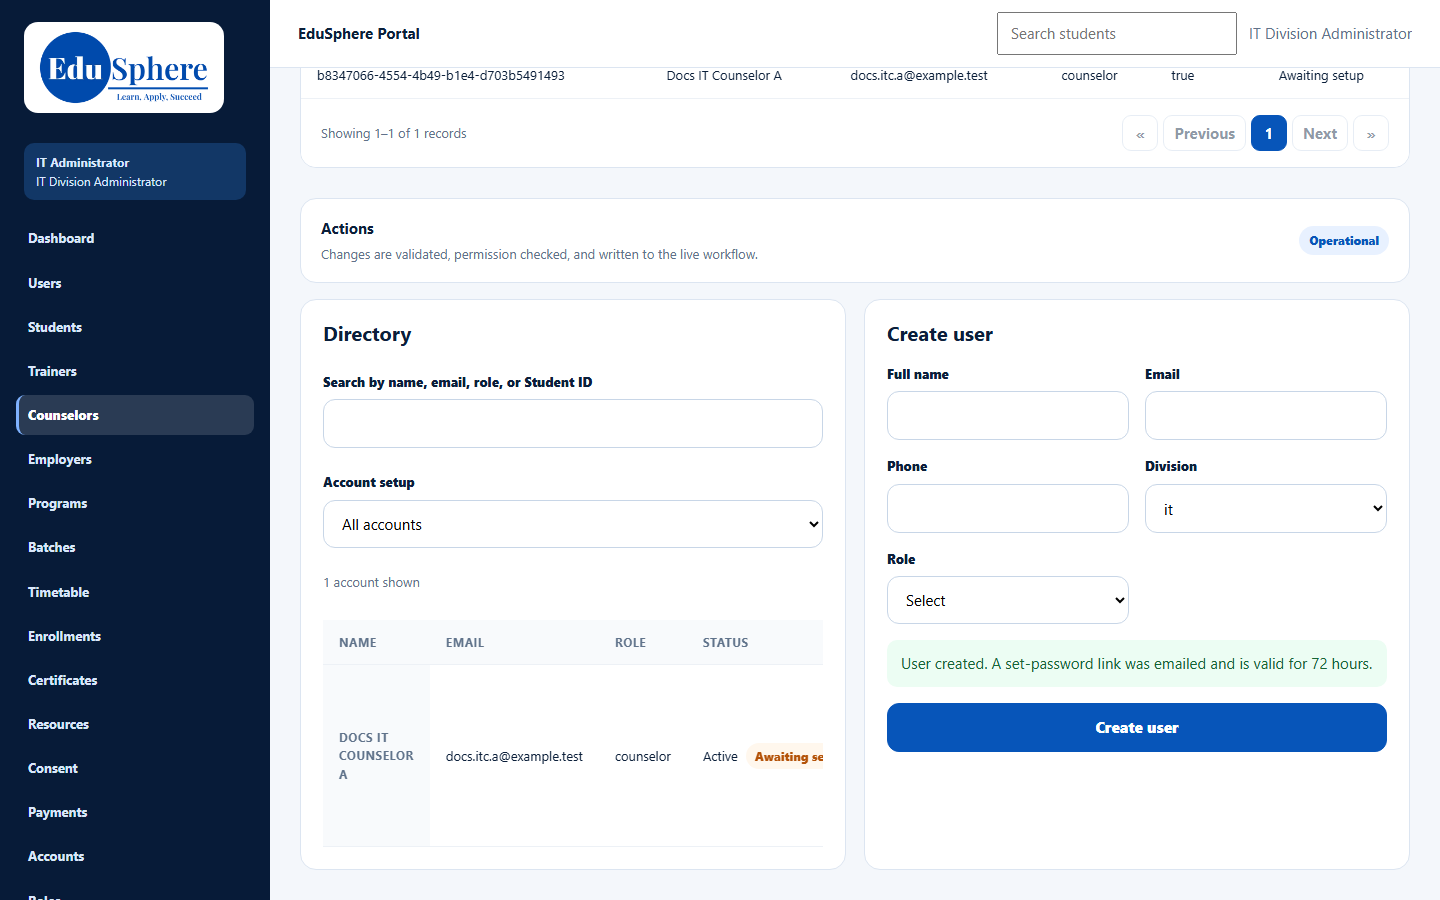 Edu Sphere
Learn. Apply, Succeed
IT Administrator
IT Division Administrator
Dashboard
Users
Students
Trainers
Counselors
Employers
Programs
Batches
Timetable
Enrollments
Certificates
Resources
Consent
Payments
Accounts
EduSphere Portal
Search students
IT Division Administrator
b8347066-4554-4b49-b1e4-d703b5491493 Docs IT Counselor A docs.itc.a@example.test counselor true Awaiting setup
Showing 1–1 of 1 records
« Previous 1 Next »
Actions
Changes are validated, permission checked, and written to the live workflow.
Operational
Directory
Search by name, email, role, or Student ID
Account setup
All accounts
1 account shown
NAME EMAIL ROLE STATUS
DOCS IT
COUNSELOR
A
docs.itc.a@example.test counselor Active Awaiting se
Create user
Full name Email
Phone Division
it
Role
Select
User created. A set-password link was emailed and is valid for 72 hours.
Create user